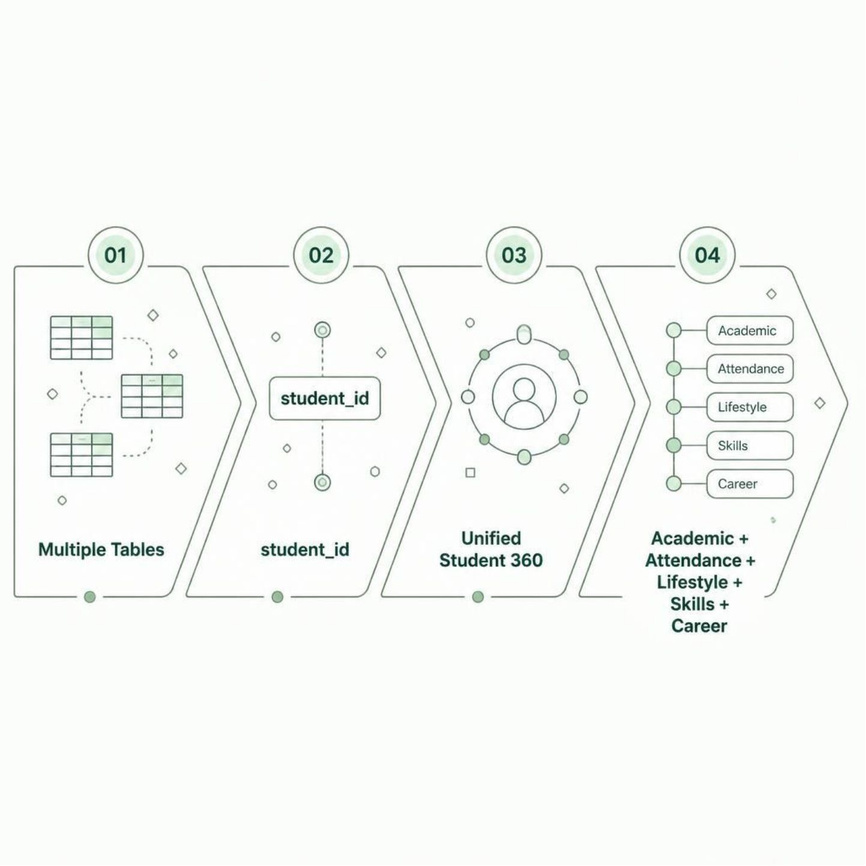 01
02
03
04
student_id
Academic
Attendance
Lifestyle
Skills
Career
Multiple Tables
student_id
Unified
Student 360
Academic +
Attendance +
Lifestyle +
Skills +
Career